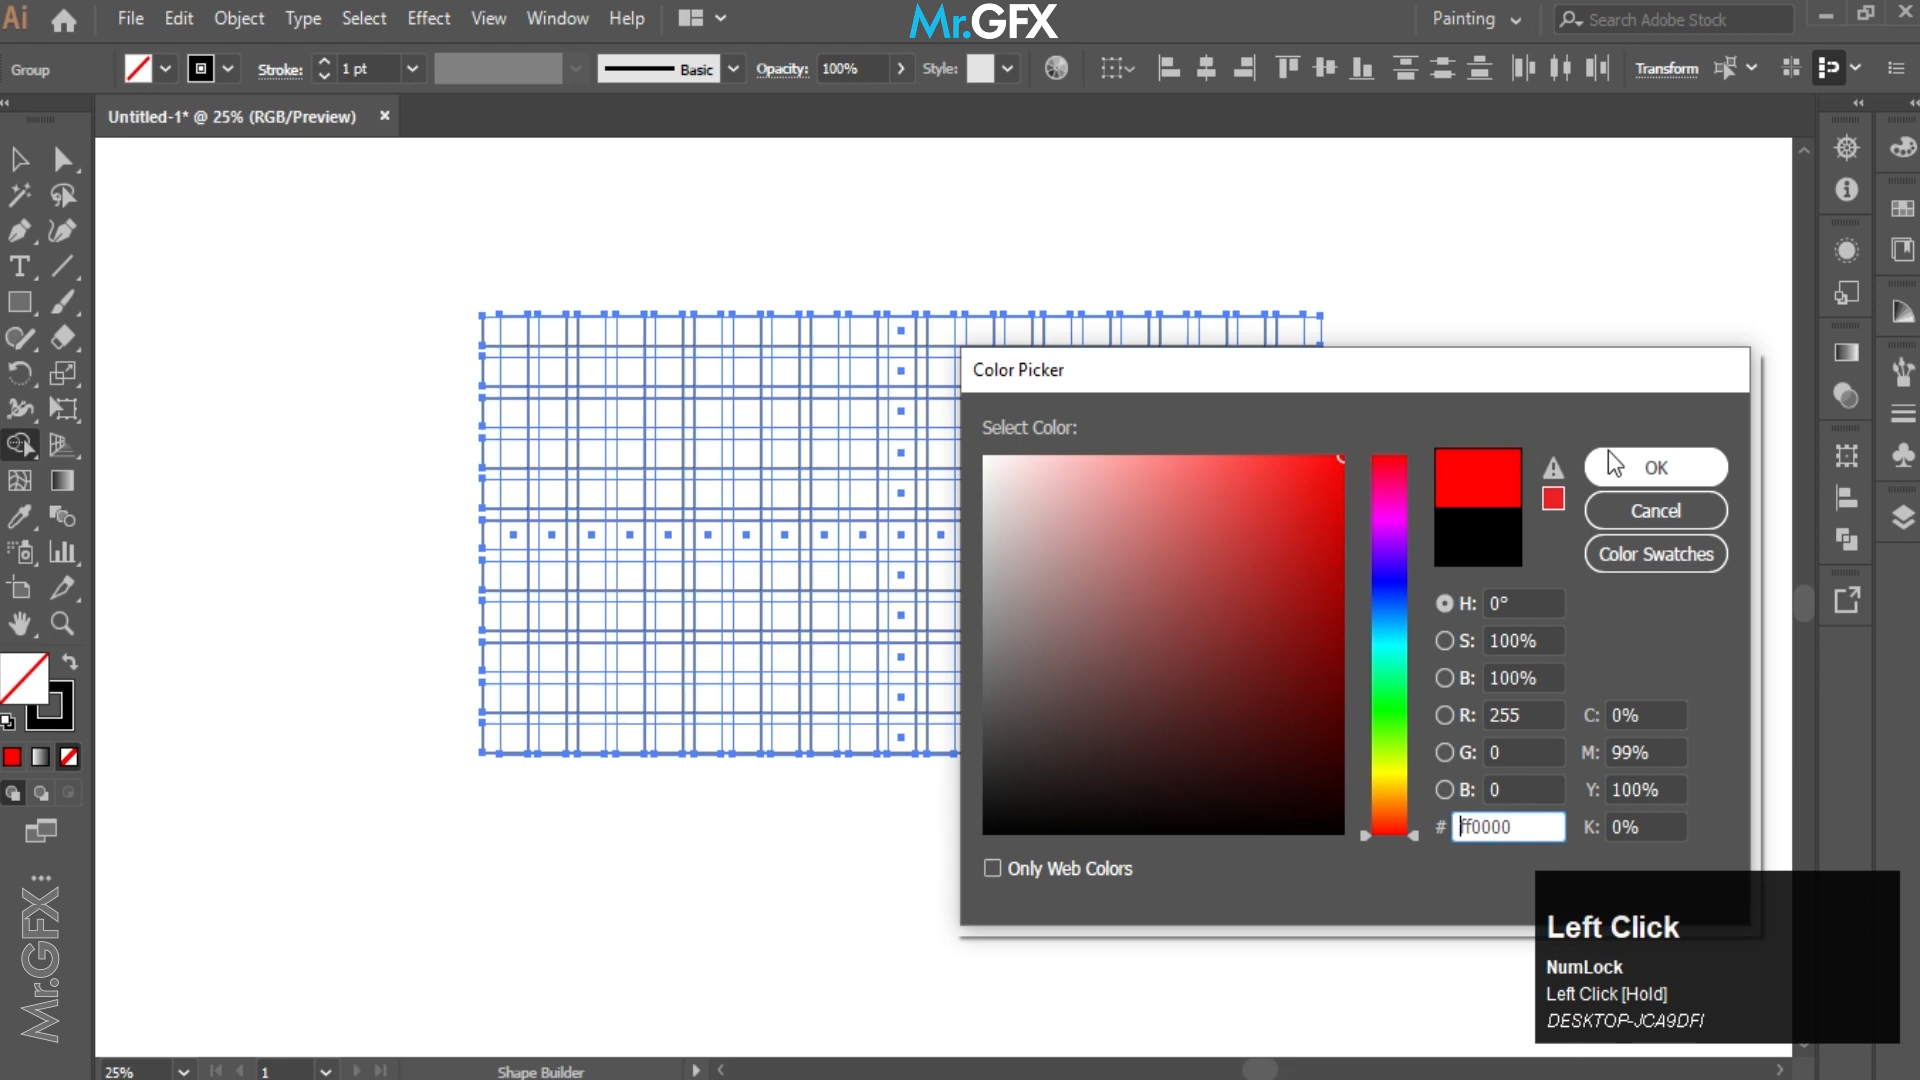 Ai File Edit Object Type Select Effect View Window Help Mr.GFX Painting Search Adobe Stock
Group Stroke: 1 pt Basic Opacity: 100% Style: Transform
Untitled-1* @ 25% (RGB/Preview)
Color Picker
Select Color:
OK
Cancel
Color Swatches
H: 0°
S: 100%
B: 100%
R: 255 C: 0%
G: 0 M: 99%
B: 0 Y: 100%
# ff0000 K: 0%
Only Web Colors
Left Click
NumLock
Left Click [Hold]
DESKTOP-JCA9DFI
Mr.GFX
25% 1 Shape Builder